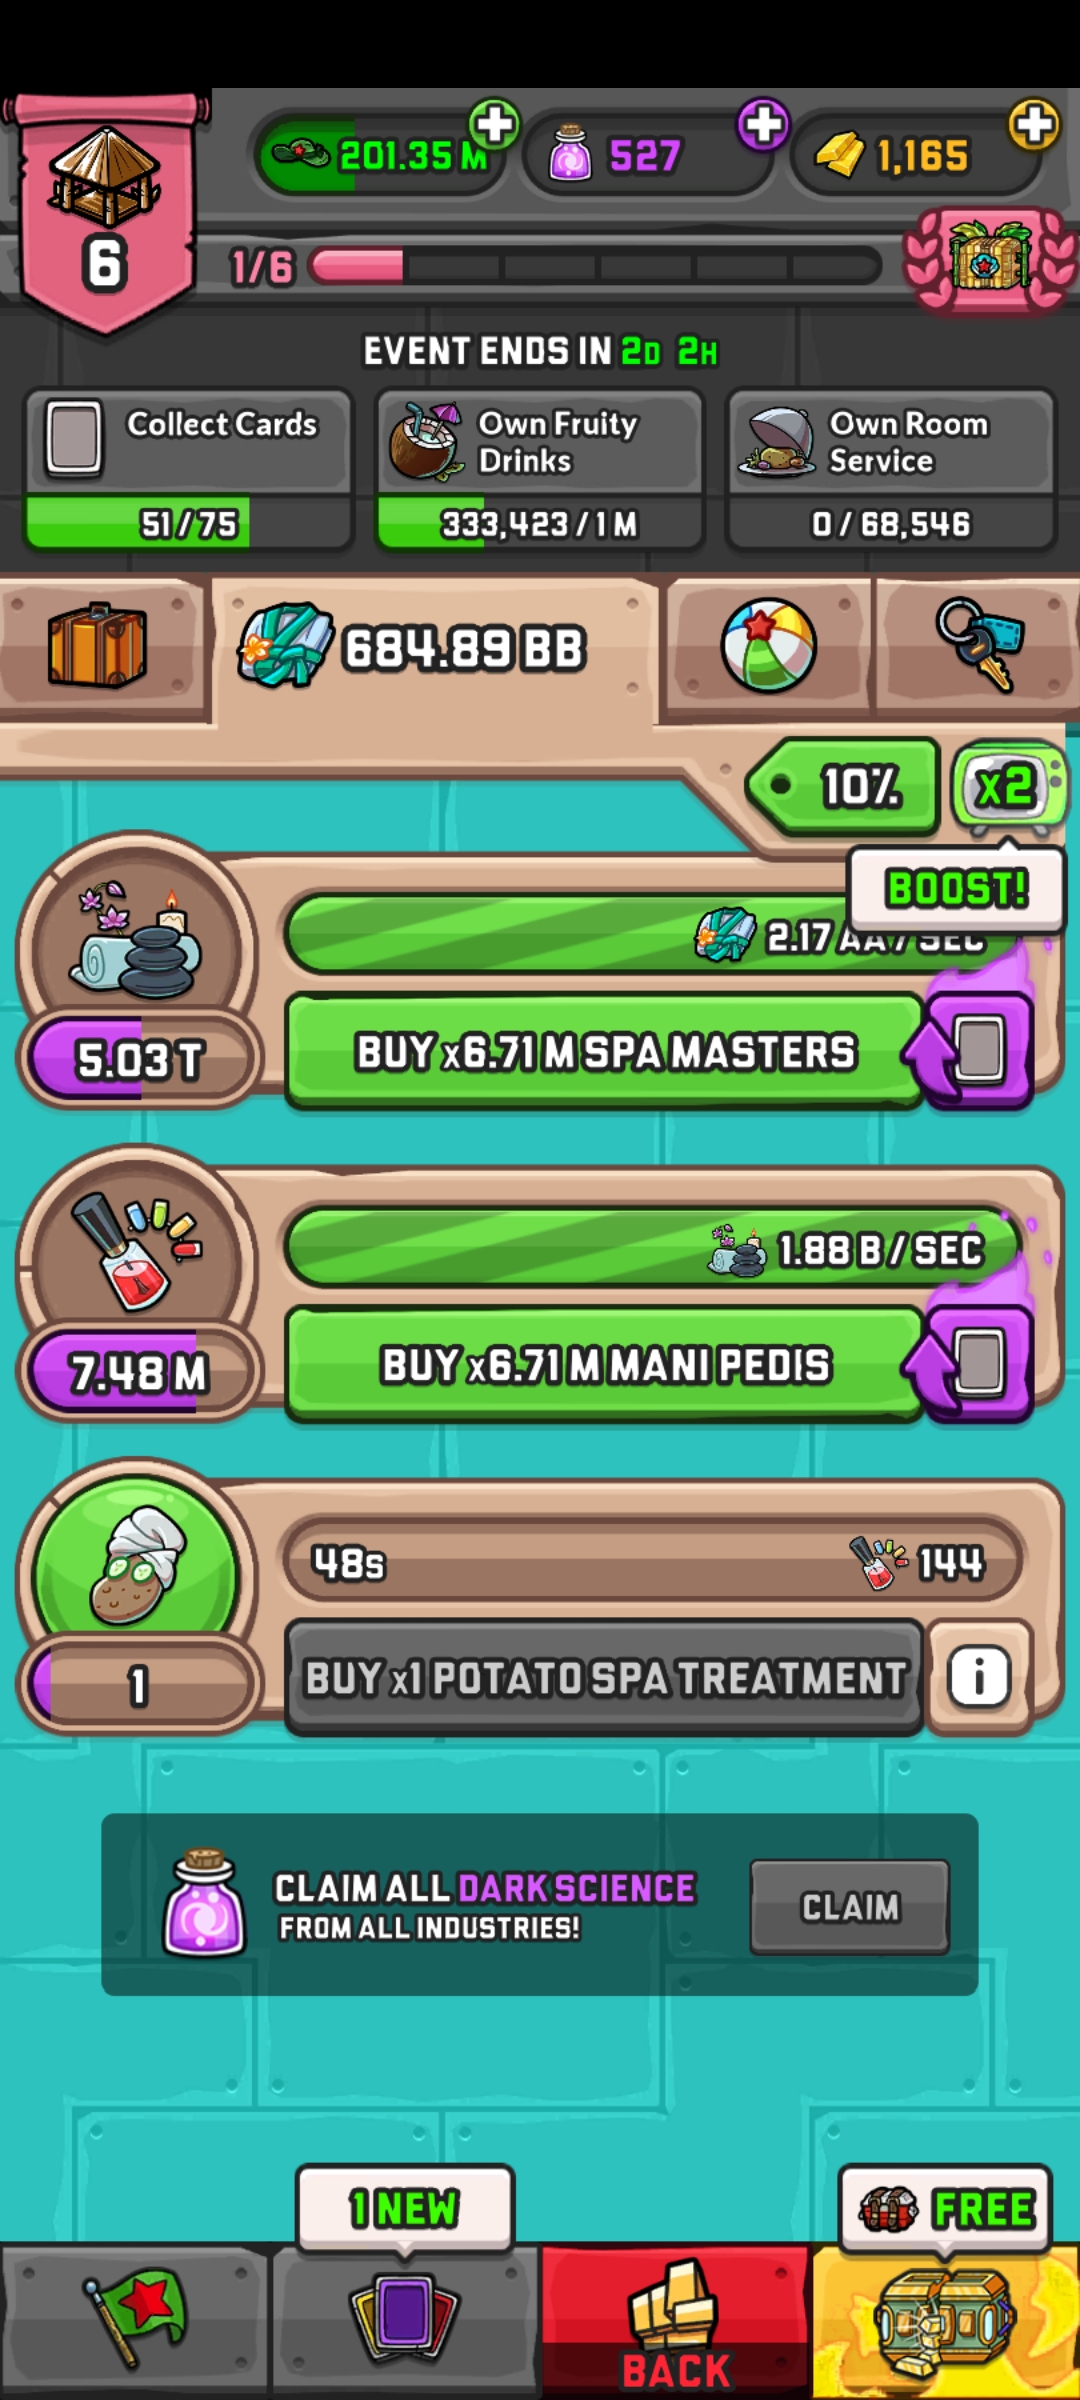 201.35 M
527
1,165
6
1/6
EVENT ENDS IN 2D 2H
Collect Cards
51/75
Own Fruity
Drinks
333,423/1M
Own Room
Service
0/68,546
684.89 BB
10%
x2
BOOST!
2.17 AA/SEC
5.03 T
BUY x6.71 M SPA MASTERS
1.88 B/SEC
7.48 M
BUY x6.71 M MANI PEDIS
48s
144
1
BUY x1 POTATO SPA TREATMENT
i
CLAIM ALL DARK SCIENCE
FROM ALL INDUSTRIES!
CLAIM
1 NEW
FREE
BACK